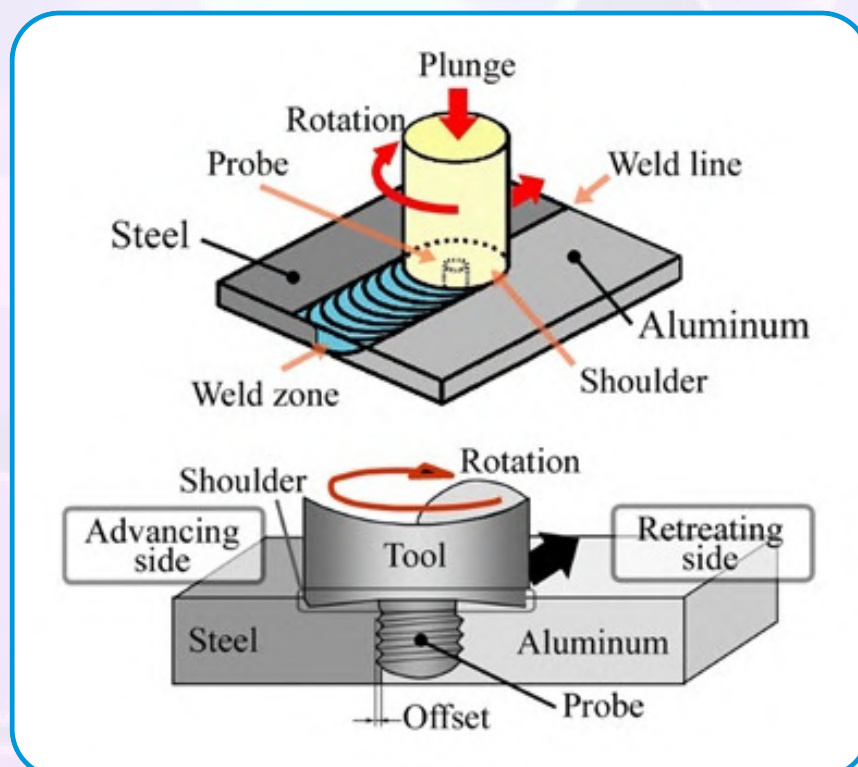 Plunge
Rotation
Probe
Weld line
Steel
Aluminum
Shoulder
Weld zone
Rotation
Shoulder
Advancing
side
Tool
Retreating
side
Steel
Aluminum
Probe
Offset